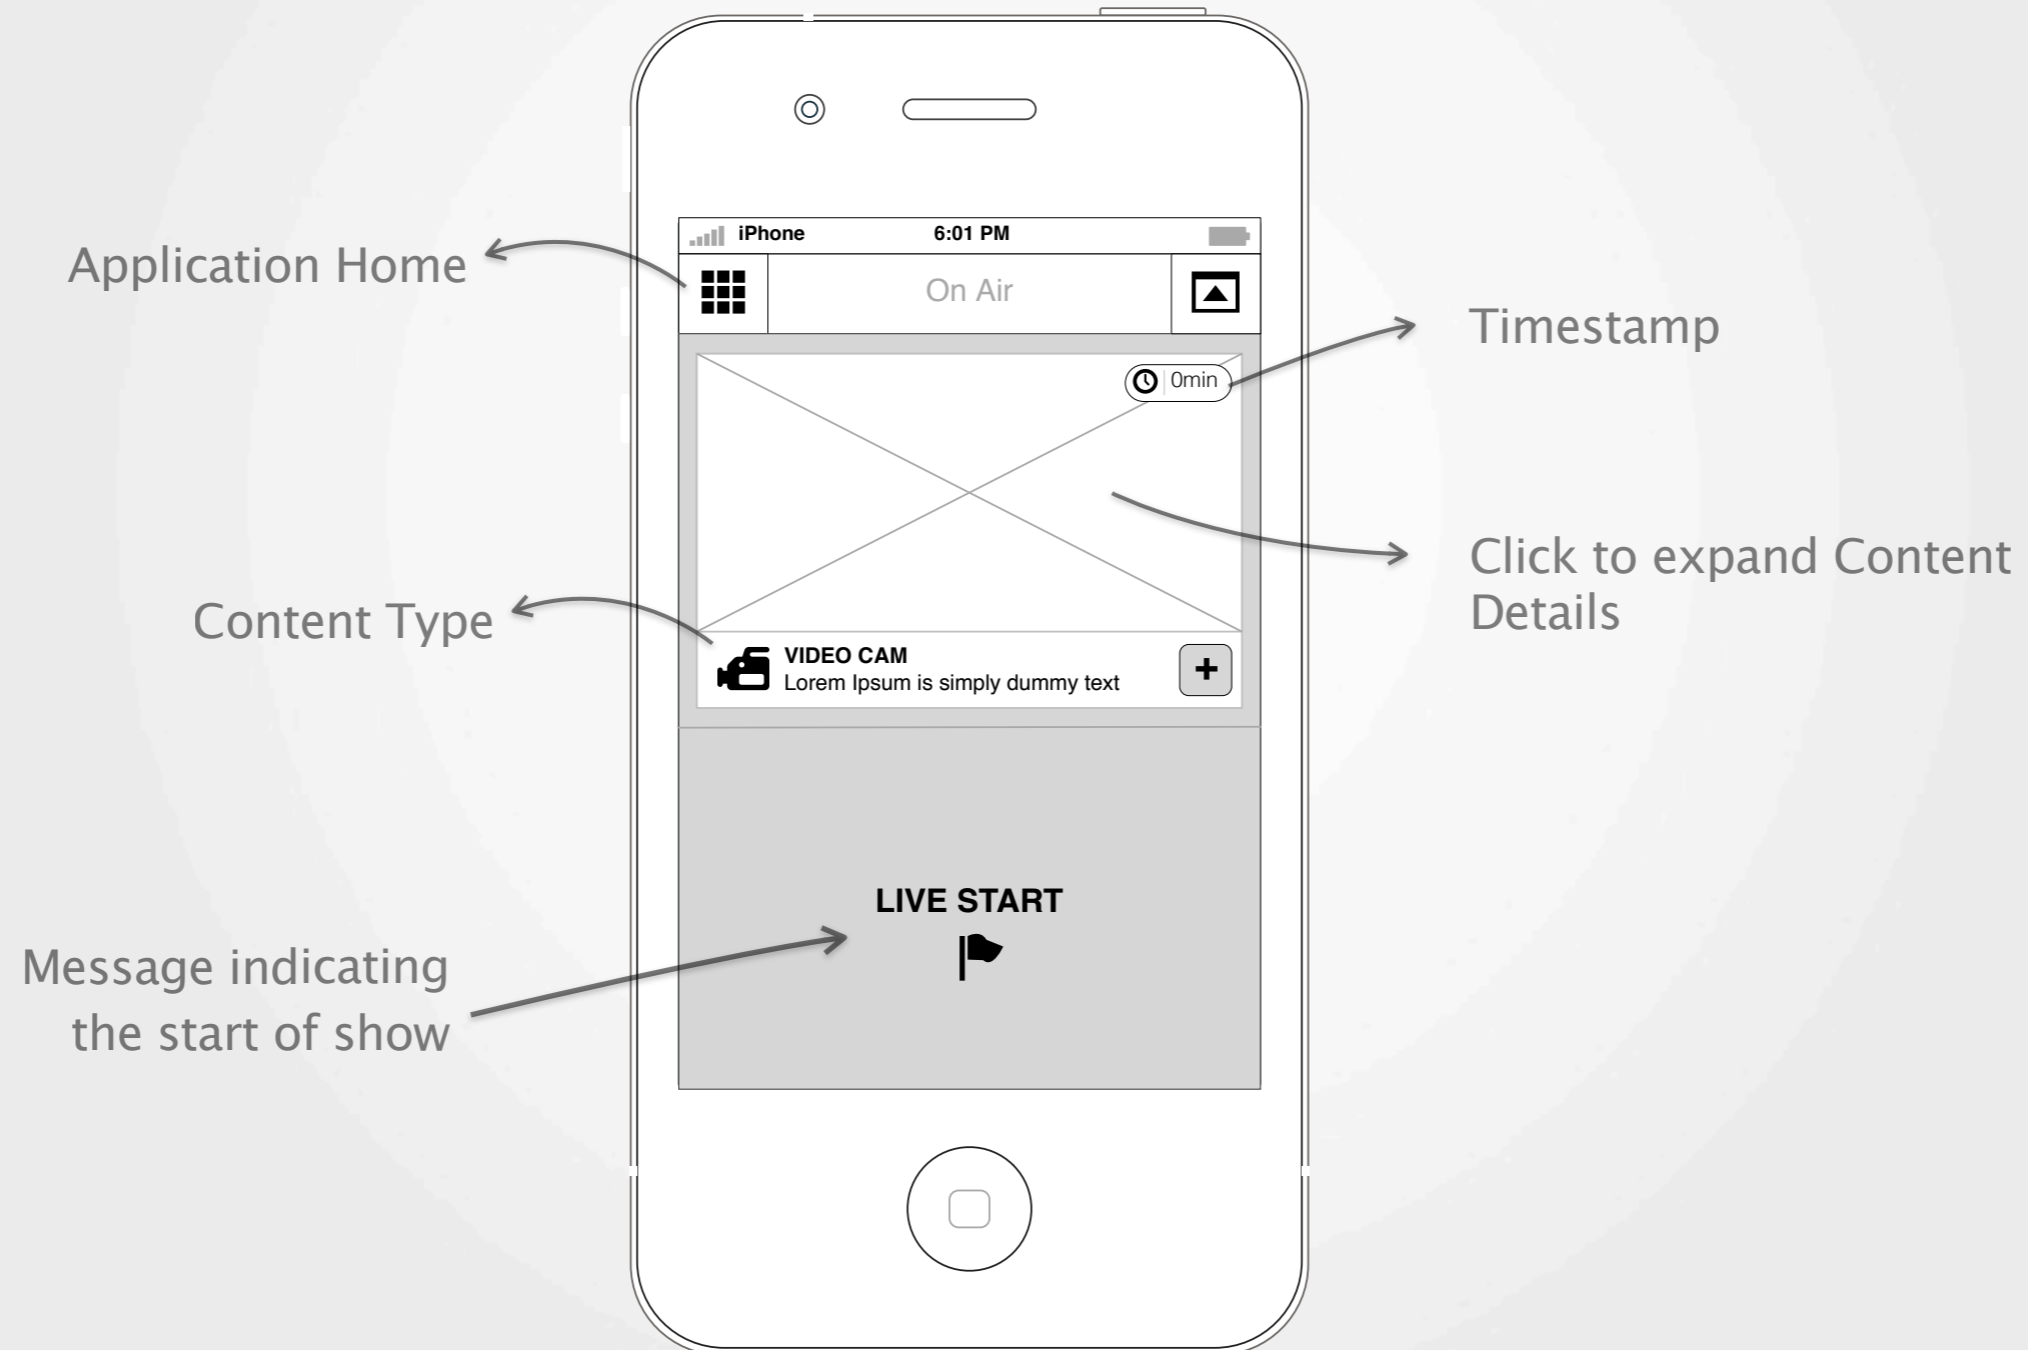 iPhone 6:01 PM
Application Home
On Air
Timestamp
0min
Click to expand Content
Details
Content Type
VIDEO CAM
Lorem Ipsum is simply dummy text
+
LIVE START
Message indicating
the start of show